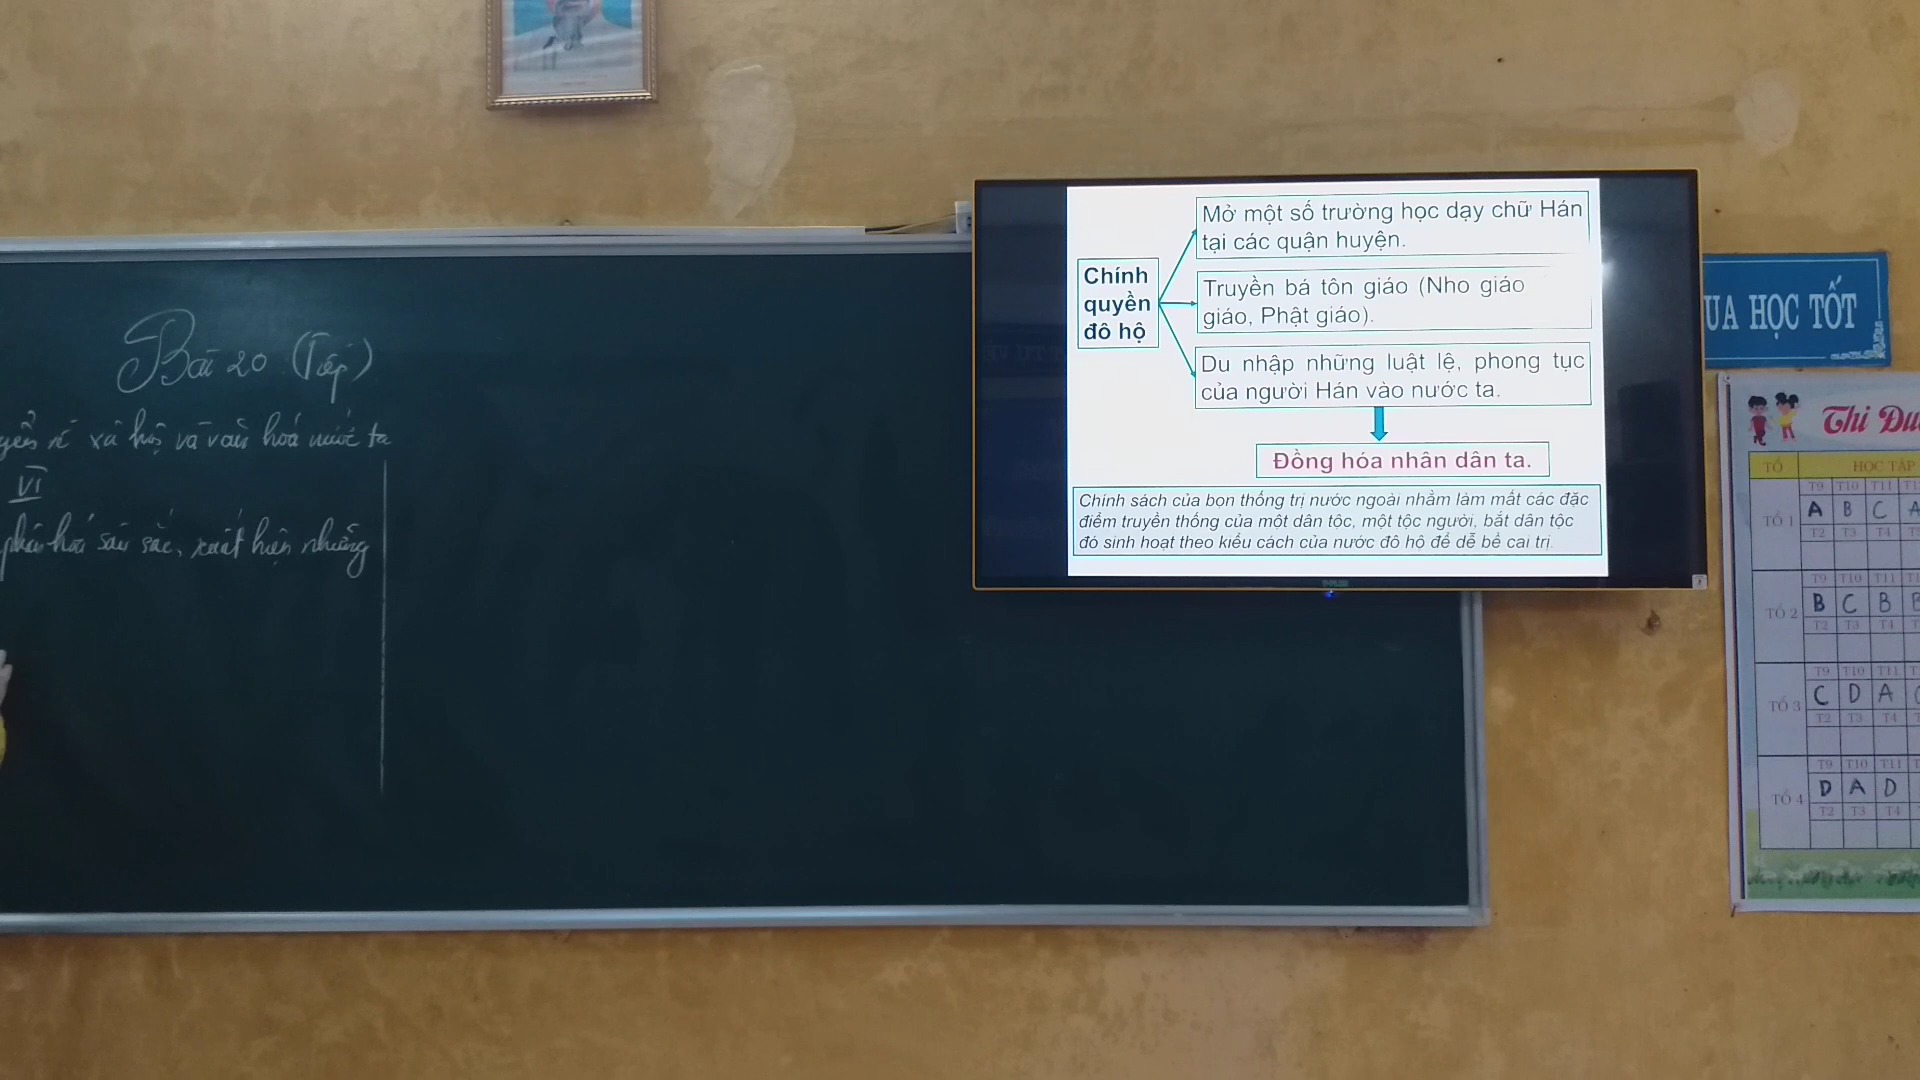 Bài 20 (Tiếp)
về xã hội và văn hoá nước ta
VI
phân hoá sâu sắc, xuất hiện những
Chính
quyền
đô hộ
Mở một số trường học dạy chữ Hán
tại các quận huyện.
Truyền bá tôn giáo (Nho giáo
giáo, Phật giáo).
Du nhập những luật lệ, phong tục
của người Hán vào nước ta.
Đồng hóa nhân dân ta.
Chính sách của bọn thống trị nước ngoài nhằm làm mất các đặc
điểm truyền thống của một dân tộc, một tộc người, bắt dân tộc
đó sinh hoạt theo kiểu cách của nước đô hộ để dễ bề cai trị
UA HỌC TỐT
Thi Đu
TỔ HỌC TẬP
T9 T10 T11
TỔ 1 A B C A
T2 T3 T4
T9 T10 T11
TỔ 2 B C B B
T2 T3 T4
T9 T10 T11
TỔ 3 C D A
T2 T3 T4
T9 T10 T11
TỔ 4 D A D
T2 T3 T4